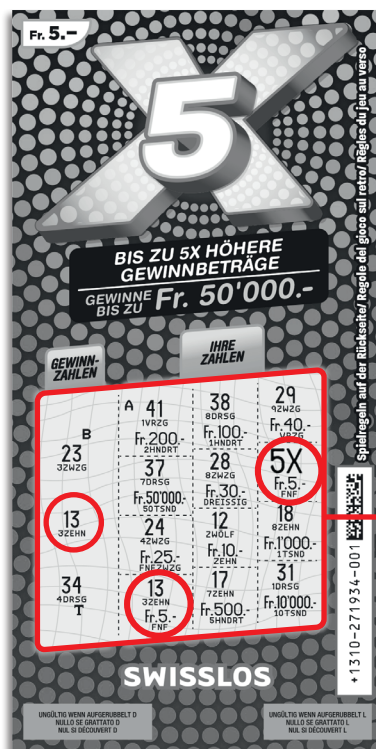 Fr. 5.–
5X
BIS ZU 5X HÖHERE
GEWINNBETRÄGE
GEWINNE
BIS ZU Fr. 50'000.-
GEWINN-
ZAHLEN
B
23
3ZWZG
13
3ZEHN
34
4DRSG
T
IHRE
ZAHLEN
A 41
1VRZG
Fr.200.-
2HNDRT
38
8DRSG
Fr.100.-
1HNDRT
29
9ZWZG
Fr.40.-
VRZG
37
7DRSG
Fr.50'000.-
50TSND
28
8ZWZG
Fr.30.-
DREISSIG
5X
Fr.5.-
FNF
24
4ZWZG
Fr.25.-
FNFZWZG
12
ZWÖLF
Fr.10.-
ZEHN
18
8ZEHN
Fr.1'000.-
1TSND
13
3ZEHN
Fr.5.-
FNF
17
7ZEHN
Fr.500.-
5HNDRT
31
1DRSG
Fr.10'000.-
10TSND
SWISSLOS
UNGÜLTIG WENN AUFGERUBBELT D
NULLO SE GRATTATO D
NUL SI DÉCOUVERT D
UNGÜLTIG WENN AUFGERUBBELT L
NULLO SE GRATTATO L
NUL SI DÉCOUVERT L
Spielregeln auf der Rückseite/ Regole del gioco sul retro/ Règles du jeu au verso
+1310-271934-001